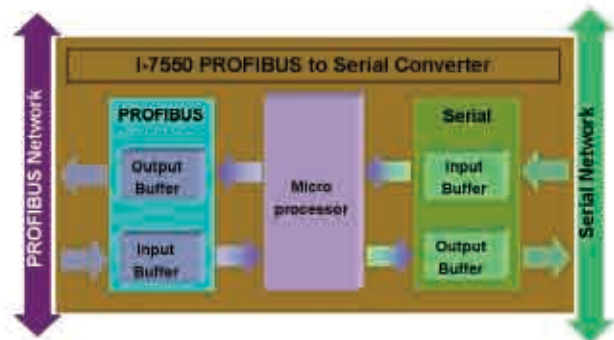 I-7550 PROFIBUS to Serial Converter
PROFIBUS Network
PROFIBUS
Output
Buffer
Input
Buffer
Micro
processor
Serial
Input
Buffer
Output
Buffer
Serial Network